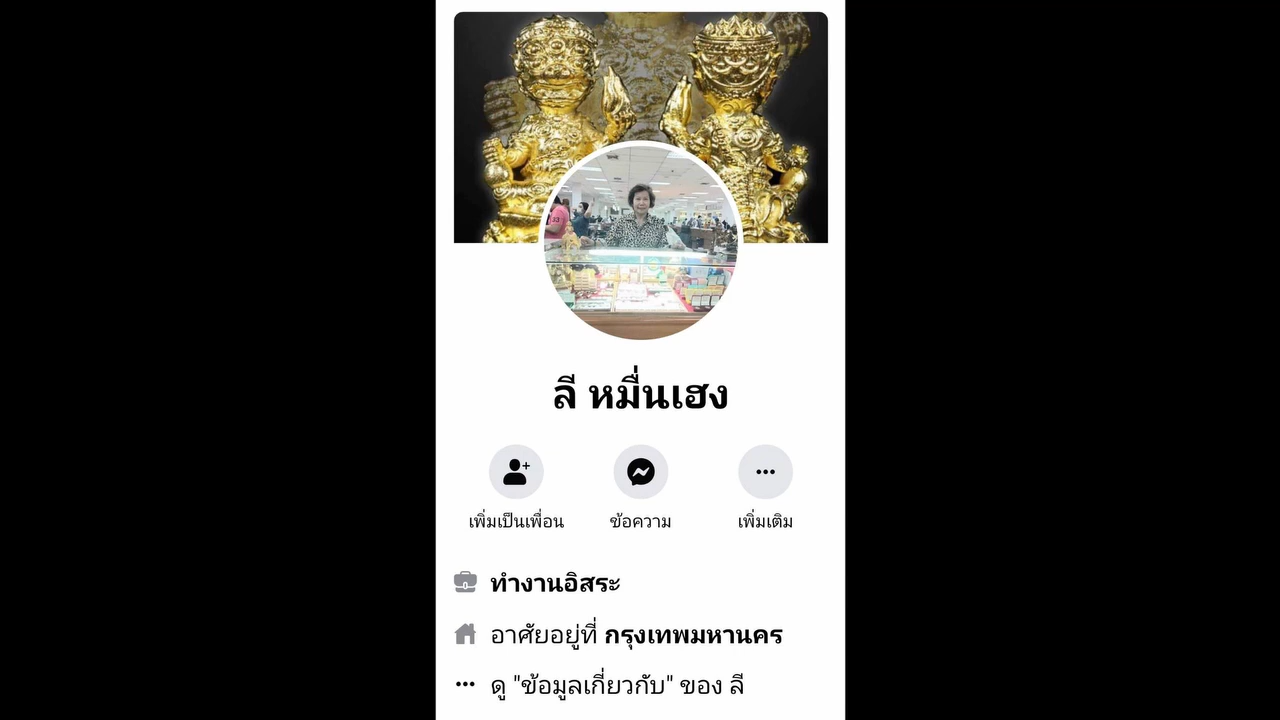 33
ลี หมื่นเฮง
เพิ่มเป็นเพื่อน
ข้อความ
เพิ่มเติม
ทำงานอิสระ
อาศัยอยู่ที่ กรุงเทพมหานคร
ดู "ข้อมูลเกี่ยวกับ" ของ ลี